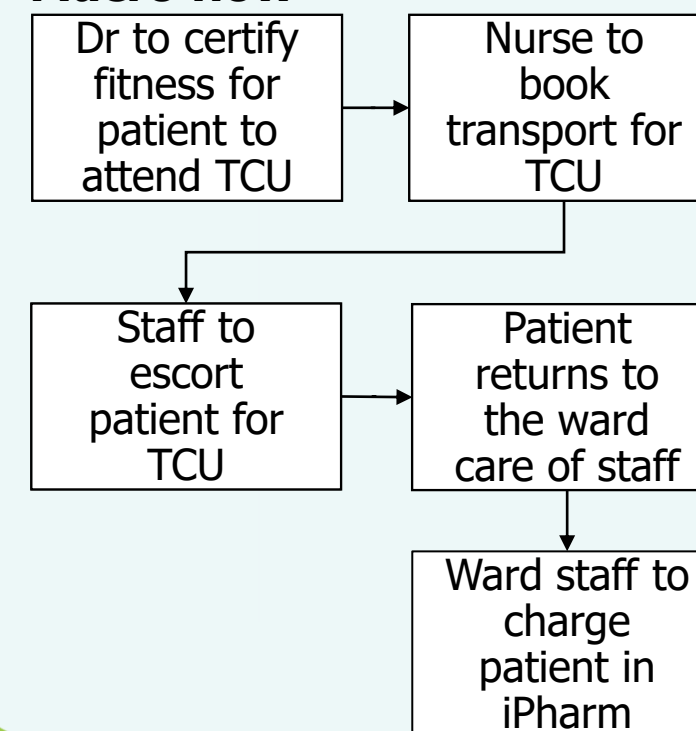 Dr to certify
fitness for
patient to
attend TCU
Nurse to
book
transport for
TCU
Staff to
escort
patient for
TCU
Patient
returns to
the ward
care of staff
Ward staff to
charge
patient in
iPharm